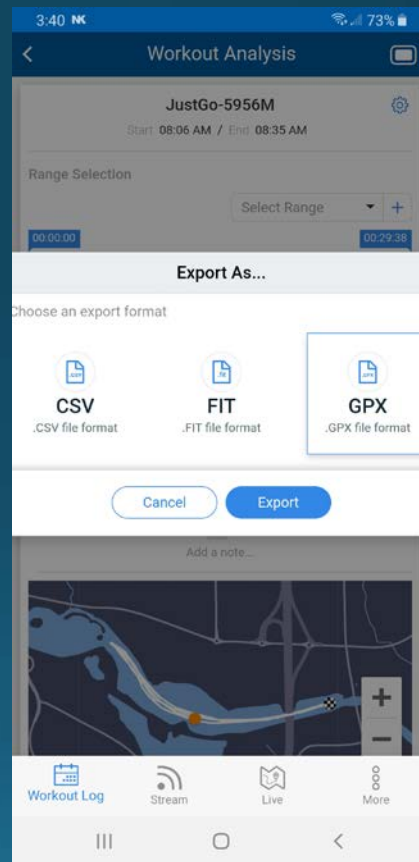 3:40 NK 73%
Workout Analysis
JustGo-5956M
Start 08:06 AM / End 08:35 AM
Range Selection
Select Range
00:00:00 00:29:38
Export As...
Choose an export format
CSV FIT GPX
.CSV file format .FIT file format .GPX file format
Cancel Export
Add a note...
Workout Log Stream Live More